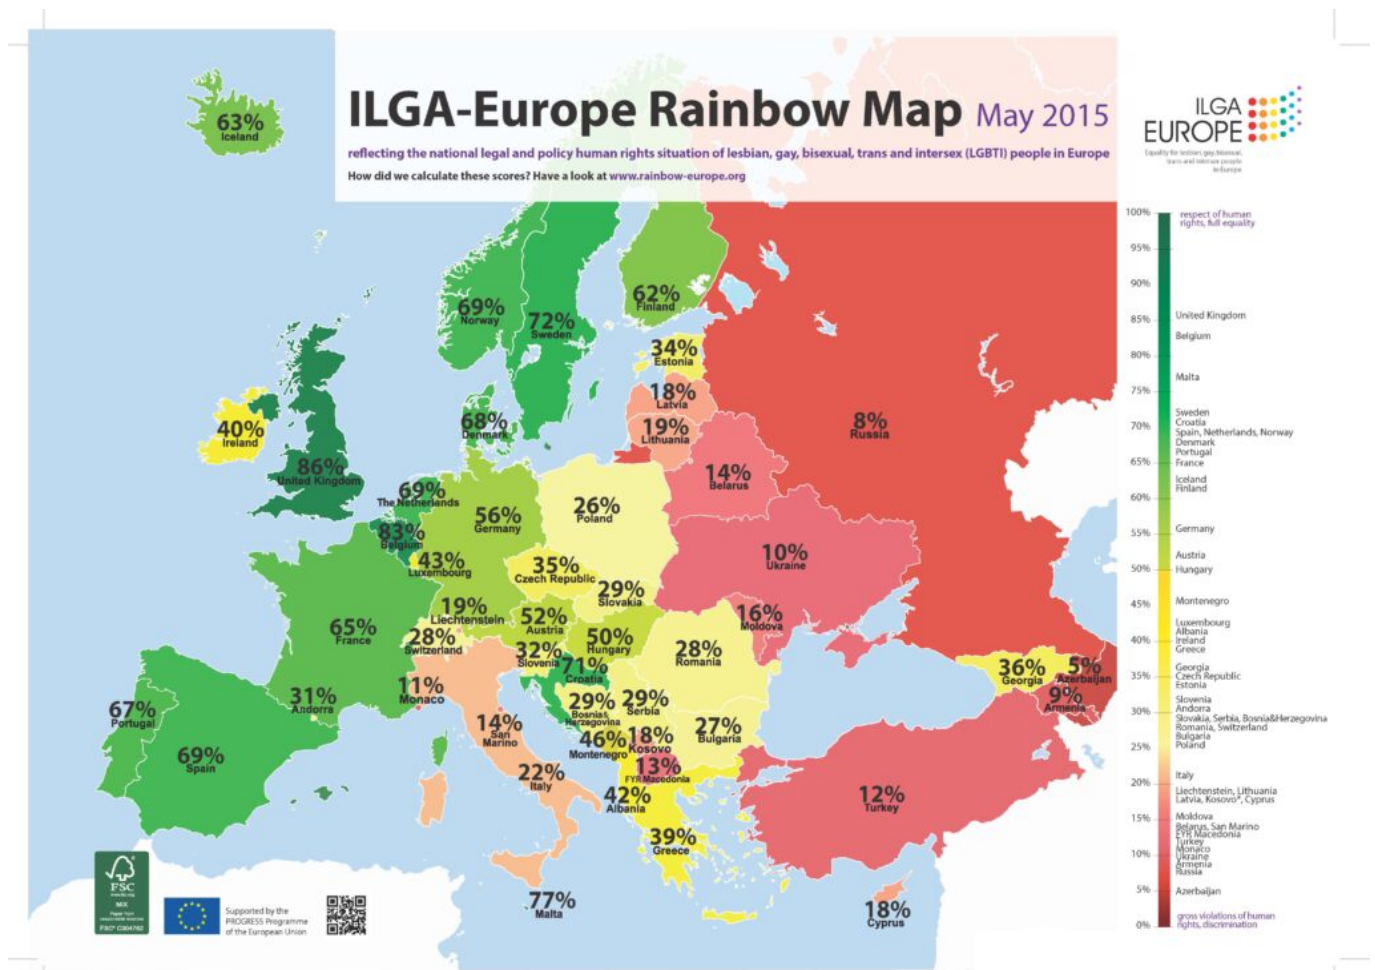 ILGA-Europe Rainbow Map May 2015
reflecting the national legal and policy human rights situation of lesbian, gay, bisexual, trans and intersex (LGBTI) people in Europe
How did we calculate these scores? Have a look at www.rainbow-europe.org
ILGA
EUROPE
Equality for lesbian, gay, bisexual,
trans and intersex people
in Europe
63%
Iceland
69%
Norway
72%
Sweden
62%
Finland
34%
Estonia
18%
Latvia
19%
Lithuania
68%
Denmark
40%
Ireland
86%
United Kingdom
8%
Russia
14%
Belarus
69%
The Netherlands
83%
Belgium
43%
Luxembourg
56%
Germany
26%
Poland
35%
Czech Republic
29%
Slovakia
10%
Ukraine
16%
Moldova
65%
France
19%
Liechtenstein
28%
Switzerland
52%
Austria
50%
Hungary
28%
Romania
32%
Slovenia
71%
Croatia
36%
Georgia
5%
Azerbaijan
9%
Armenia
67%
Portugal
69%
Spain
31%
Andorra
11%
Monaco
14%
San
Marino
22%
Italy
29%
Bosnia&
Herzegovina
29%
Serbia
46%
Montenegro
18%
Kosovo
27%
Bulgaria
13%
FYR Macedonia
42%
Albania
39%
Greece
12%
Turkey
77%
Malta
18%
Cyprus
100%
respect of human
rights, full equality
95%
90%
85%
United Kingdom
Belgium
80%
Malta
75%
Sweden
Croatia
70%
Spain, Netherlands, Norway
Denmark
Portugal
65%
France
Iceland
Finland
60%
Germany
55%
Austria
50%
Hungary
Montenegro
45%
Luxembourg
Albania
40%
Ireland
Greece
Georgia
35%
Czech Republic
Estonia
Slovenia
Andorra
30%
Slovakia, Serbia, Bosnia&Herzegovina
Romania, Switzerland
Bulgaria
25%
Poland
Italy
20%
Liechtenstein, Lithuania
Latvia, Kosovo*, Cyprus
15%
Moldova
Belarus, San Marino
FYR Macedonia
Turkey
Monaco
10%
Ukraine
Armenia
Russia
5%
Azerbaijan
0%
gross violations of human
rights, discrimination
FSC
MIX
Supported by the
PROGRESS Programme
of the European Union